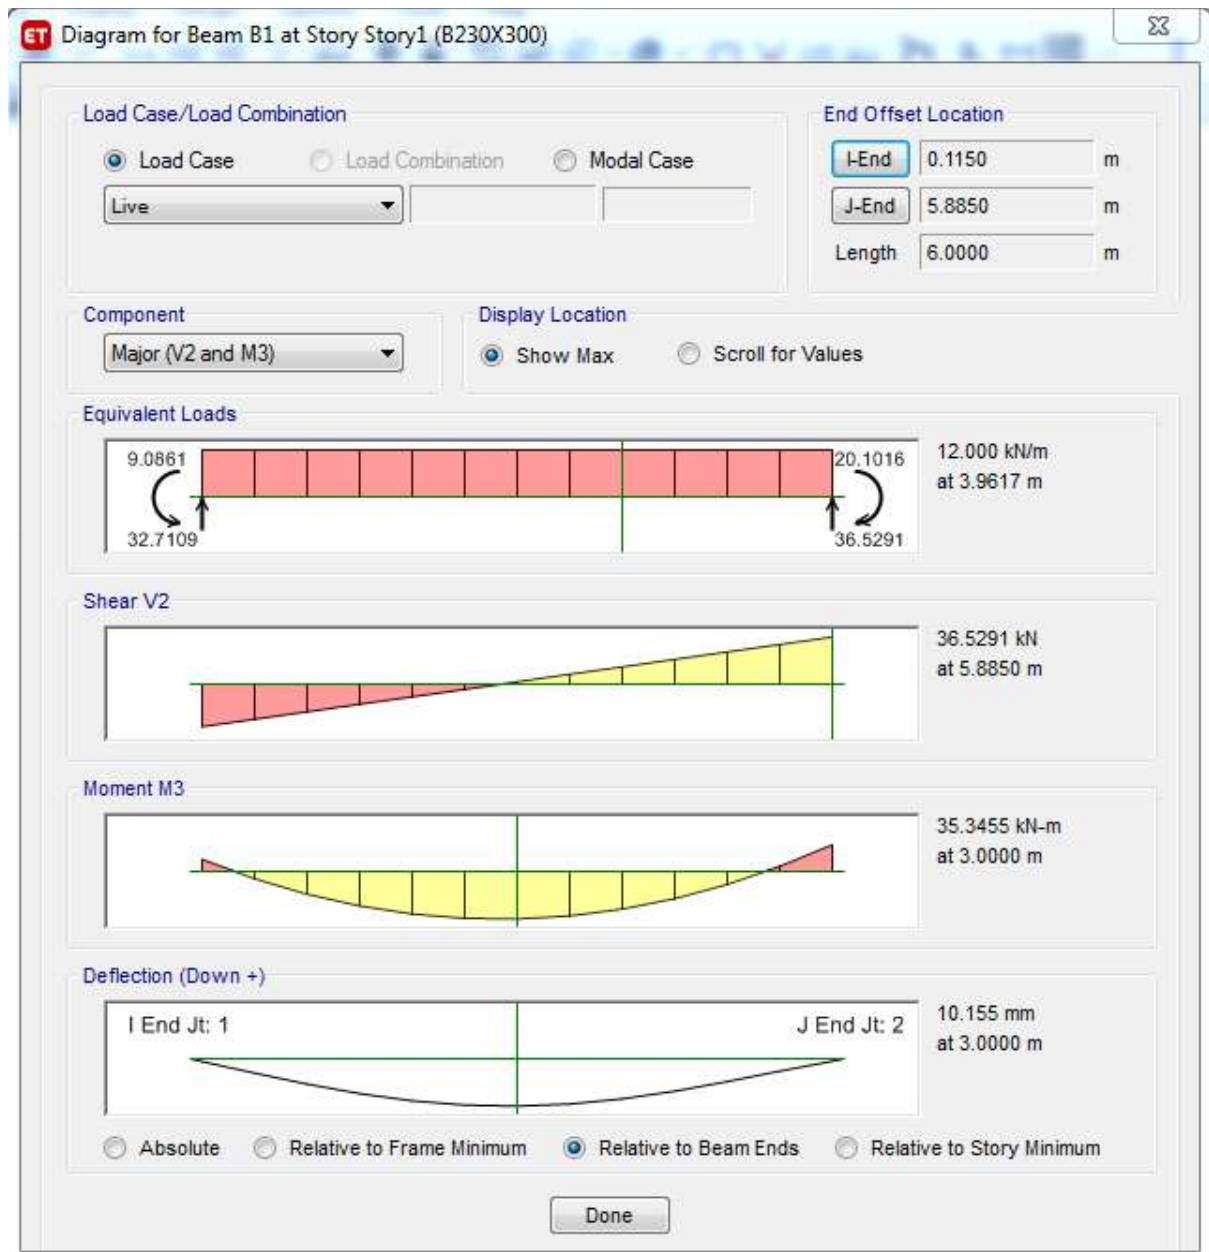 ET Diagram for Beam B1 at Story Story1 (B230X300)
Load Case/Load Combination
Load Case Load Combination Modal Case
Live
End Offset Location
I-End 0.1150 m
J-End 5.8850 m
Length 6.0000 m
Component
Major (V2 and M3)
Display Location
Show Max Scroll for Values
Equivalent Loads
9.0861 20.1016
32.7109 36.5291
12.000 kN/m
at 3.9617 m
Shear V2
36.5291 kN
at 5.8850 m
Moment M3
35.3455 kN-m
at 3.0000 m
Deflection (Down +)
I End Jt: 1 J End Jt: 2
10.155 mm
at 3.0000 m
Absolute Relative to Frame Minimum Relative to Beam Ends Relative to Story Minimum
Done